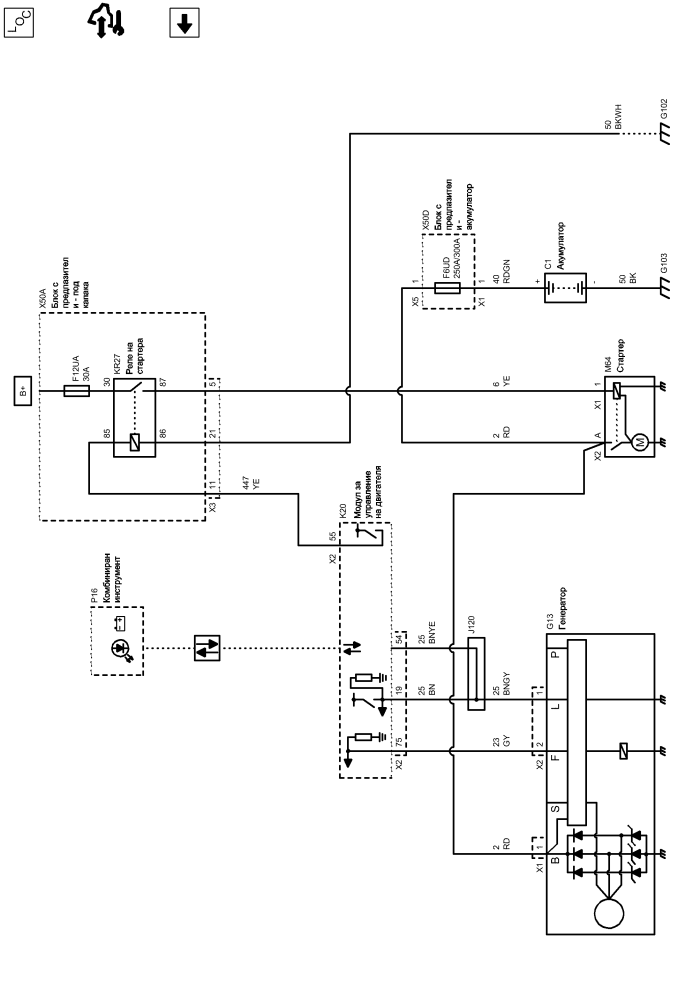 LOC
B+
X50A
Блок с
предпазител
и - под
капака
F12UA
30A
KR27
Реле на
стартера
30
87
85
86
5
21
11
X3
447
YE
6
YE
2
RD
50
BKWH
G102
X50D
Блок с
предпазител
и -
акумулатор
F6UD
250A/300A
X5
1
X1
1
40
RDGN
C1
Акумулатор
+
-
50
BK
G103
M64
Стартер
X1
1
X2
A
M
P16
Комбиниран
инструмент
- +
K20
Модул за
управление
на двигателя
X2
55
54
19
75
X2
25
BNYE
25
BN
J120
25
BNGY
23
GY
2
RD
X2
2
1
X1
1
G13
Генератор
P
L
F
S
B